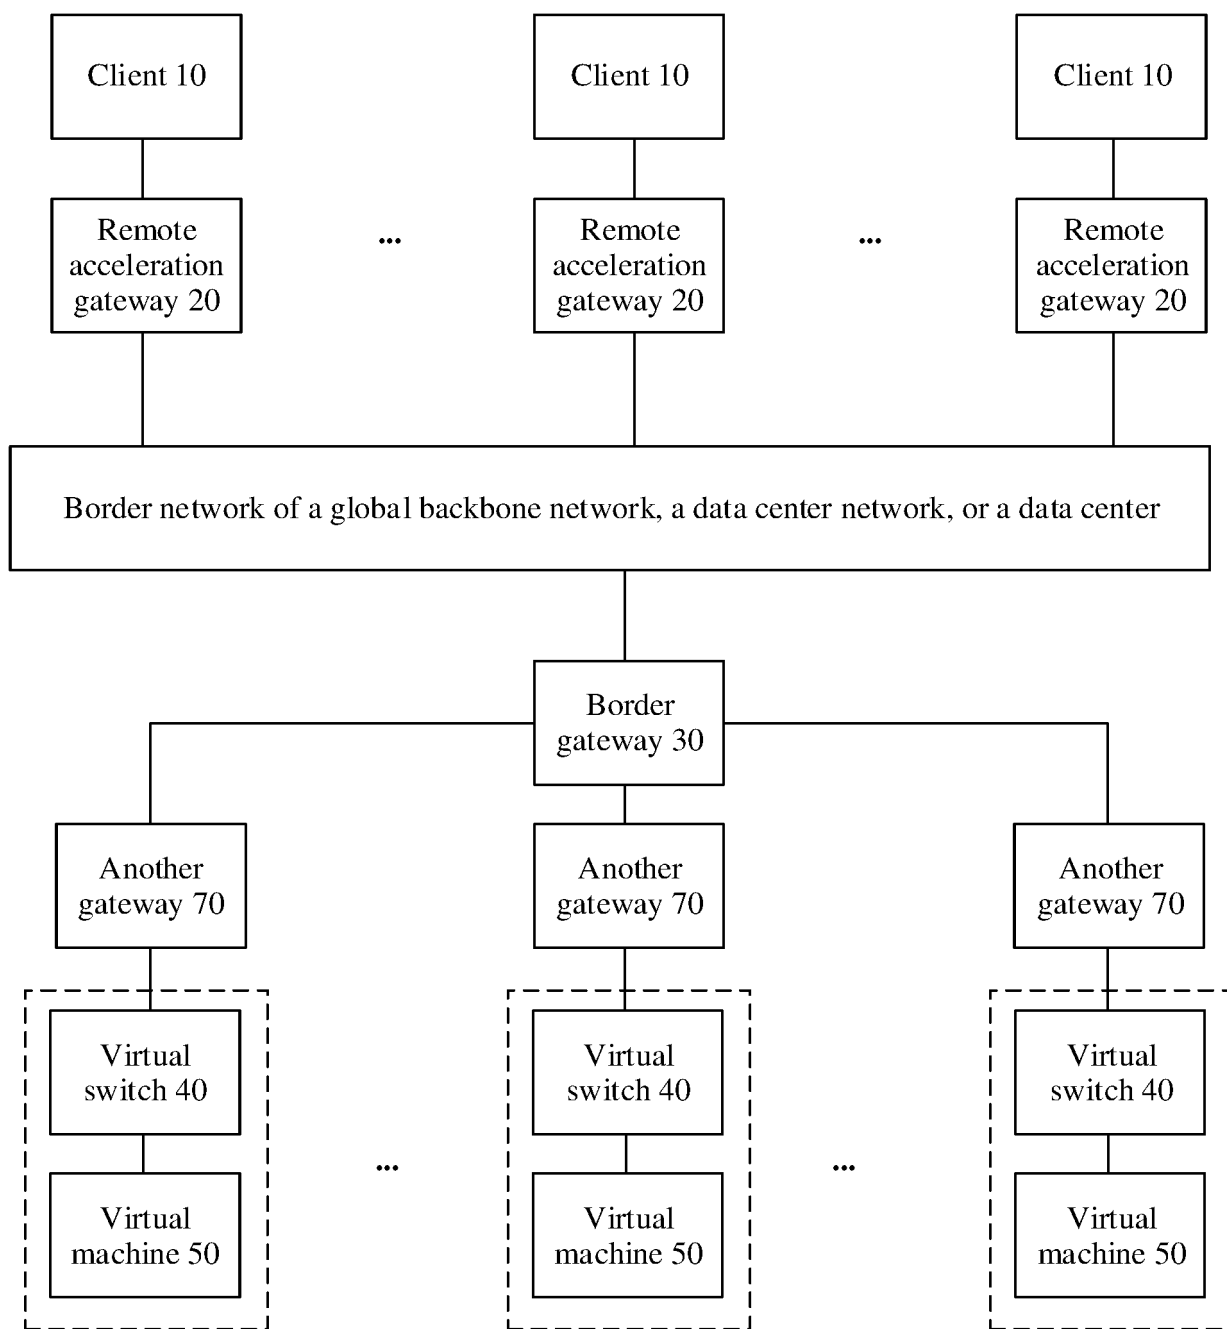 Client 10
Client 10
Client 10
Remote
acceleration
gateway 20
...
Remote
acceleration
gateway 20
...
Remote
acceleration
gateway 20
Border network of a global backbone network, a data center network, or a data center
Border
gateway 30
Another
gateway 70
Another
gateway 70
Another
gateway 70
Virtual
switch 40
Virtual
switch 40
Virtual
switch 40
...
...
Virtual
machine 50
Virtual
machine 50
Virtual
machine 50